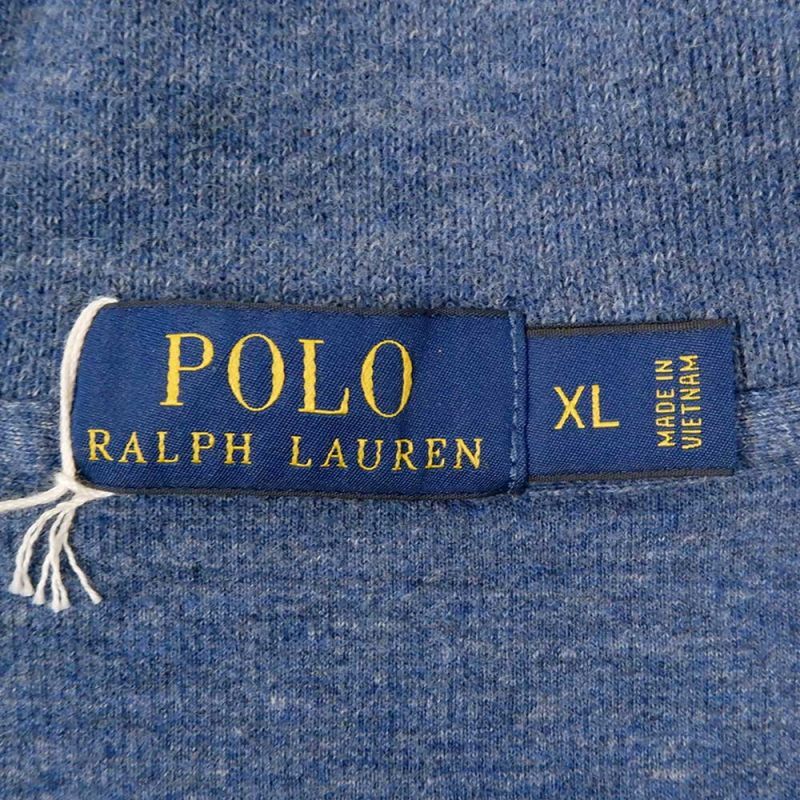 POLO
RALPH LAUREN
XL
MADE IN
VIETNAM